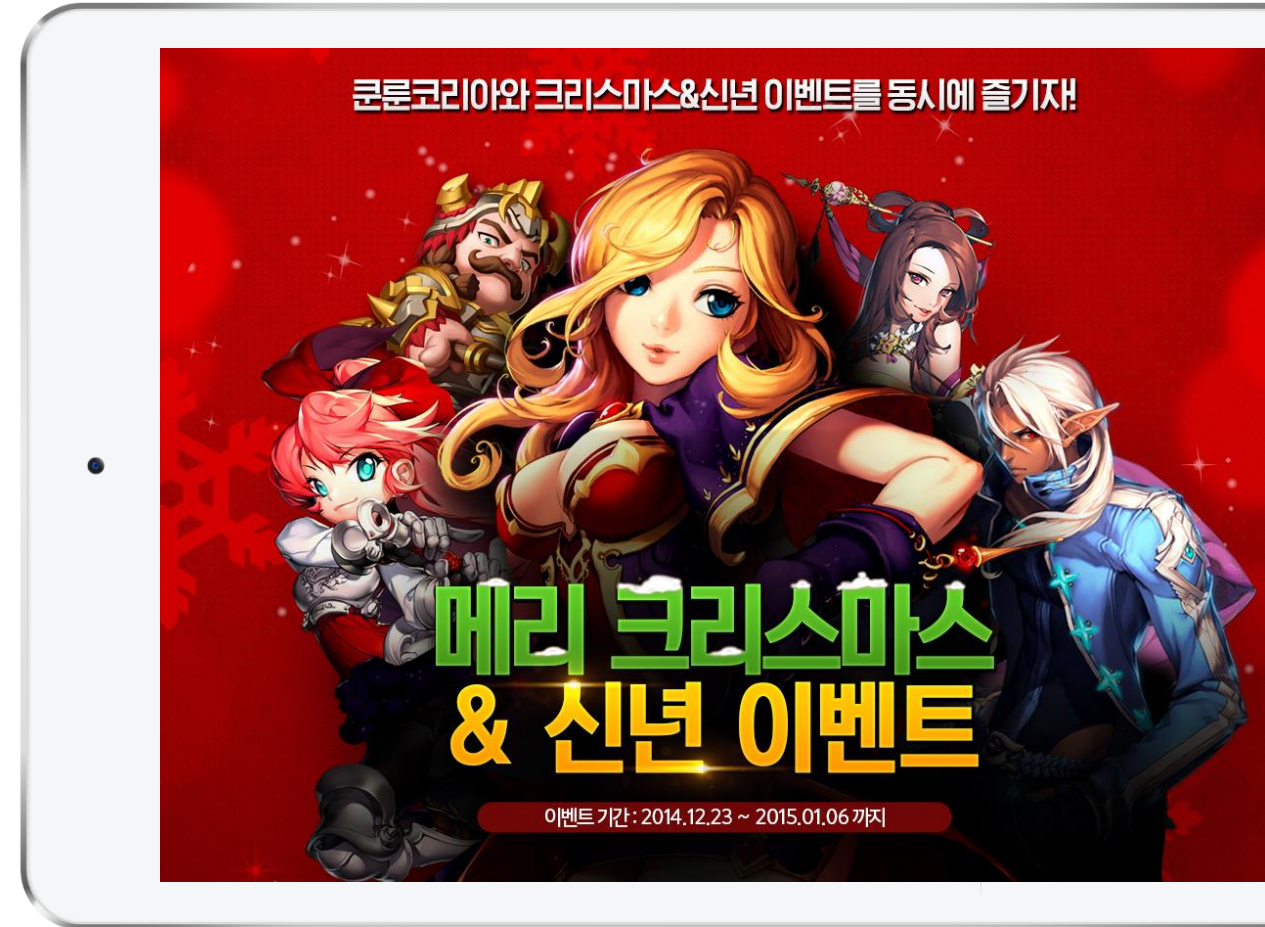 쿤룬코리아와 크리스마스&신년 이벤트를 동시에 즐기자!
메리 크리스마스
& 신년 이벤트
이벤트 기간 : 2014.12.23 ~ 2015.01.06 까지